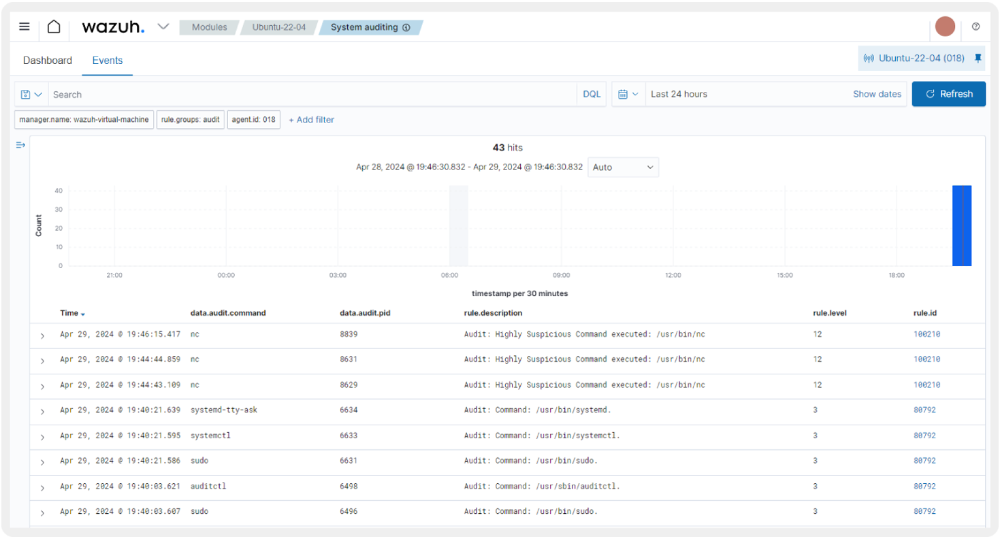 wazuh. Modules Ubuntu-22-04 System auditing
Dashboard Events Ubuntu-22-04 (018)
Search DQL Last 24 hours Show dates Refresh
manager.name: wazuh-virtual-machine rule.groups: audit agent.id: 018 + Add filter
43 hits
Apr 28, 2024 @ 19:46:30.832 - Apr 29, 2024 @ 19:46:30.832 Auto
Count
40
30
20
10
0
21:00 00:00 03:00 06:00 09:00 12:00 15:00 18:00
timestamp per 30 minutes
Time data.audit.command data.audit.pid rule.description rule.level rule.id
Apr 29, 2024 @ 19:46:15.417 nc 8839 Audit: Highly Suspicious Command executed: /usr/bin/nc 12 100210
Apr 29, 2024 @ 19:44:44.859 nc 8631 Audit: Highly Suspicious Command executed: /usr/bin/nc 12 100210
Apr 29, 2024 @ 19:44:43.109 nc 8629 Audit: Highly Suspicious Command executed: /usr/bin/nc 12 100210
Apr 29, 2024 @ 19:40:21.639 systemd-tty-ask 6634 Audit: Command: /usr/bin/systemd. 3 80792
Apr 29, 2024 @ 19:40:21.595 systemctl 6633 Audit: Command: /usr/bin/systemctl. 3 80792
Apr 29, 2024 @ 19:40:21.586 sudo 6631 Audit: Command: /usr/bin/sudo. 3 80792
Apr 29, 2024 @ 19:40:03.621 auditctl 6498 Audit: Command: /usr/sbin/auditctl. 3 80792
Apr 29, 2024 @ 19:40:03.607 sudo 6496 Audit: Command: /usr/bin/sudo. 3 80792